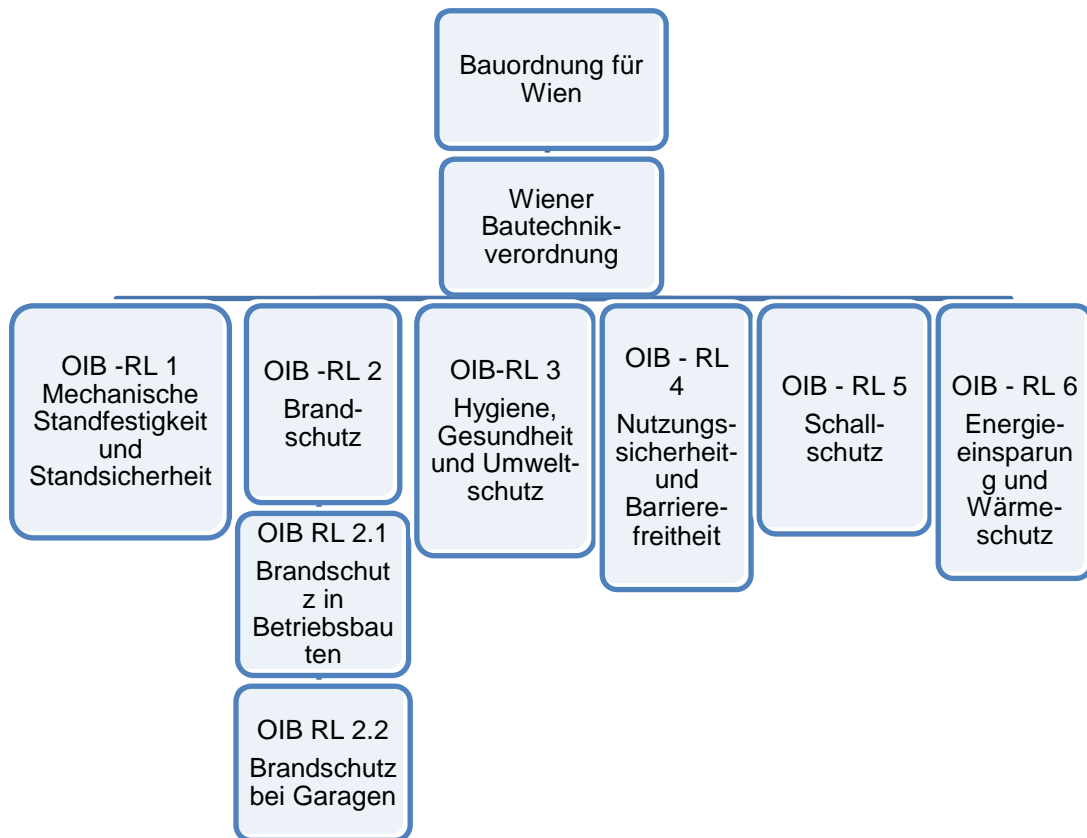 Bauordnung für
Wien
Wiener
Bautechnik-
verordnung
OIB -RL 1
Mechanische
Standfestigkeit
und
Standsicherheit
OIB -RL 2
Brand-
schutz
OIB RL 2.1
Brandschut
z in
Betriebsbau
ten
OIB RL 2.2
Brandschutz
bei Garagen
OIB-RL 3
Hygiene,
Gesundheit
und Umwelt-
schutz
OIB - RL
4
Nutzungs-
sicherheit-
und
Barriere-
freitheit
OIB - RL 5
Schall-
schutz
OIB - RL 6
Energie-
einsparun
g und
Wärme-
schutz